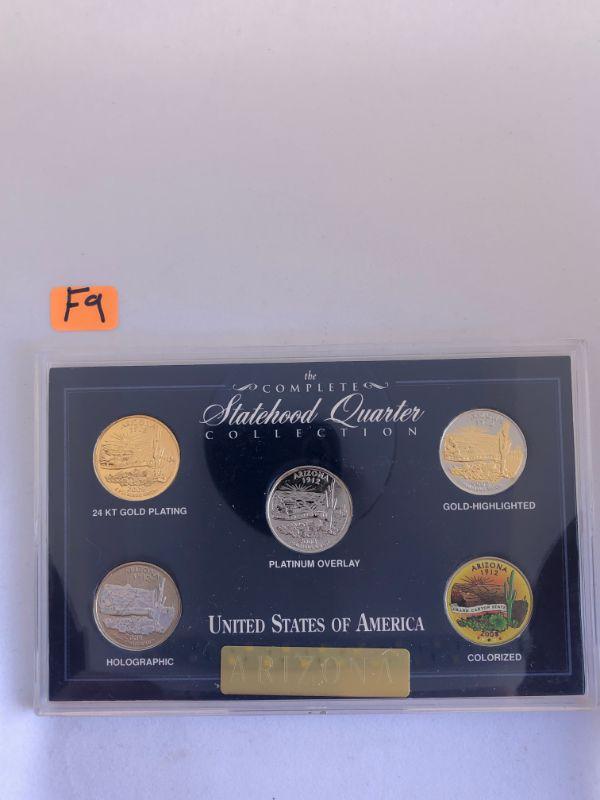 F9
the
COMPLETE
Statehood Quarter
COLLECTION
24 KT GOLD PLATING
GOLD-HIGHLIGHTED
ARIZONA
1912
PLATINUM OVERLAY
ARIZONA
1912
GRAND CANYON STATE
2008
HOLOGRAPHIC
UNITED STATES OF AMERICA
COLORIZED
ARIZONA